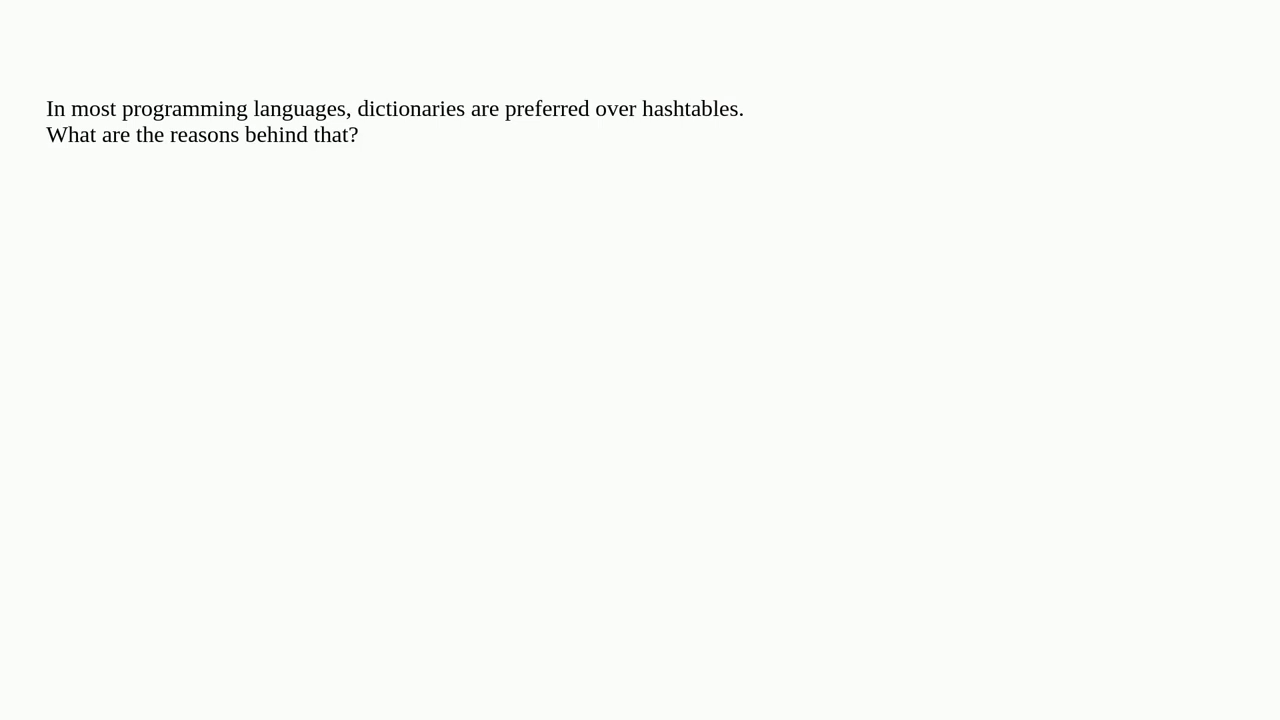 In most programming languages, dictionaries are preferred over hashtables.
What are the reasons behind that?